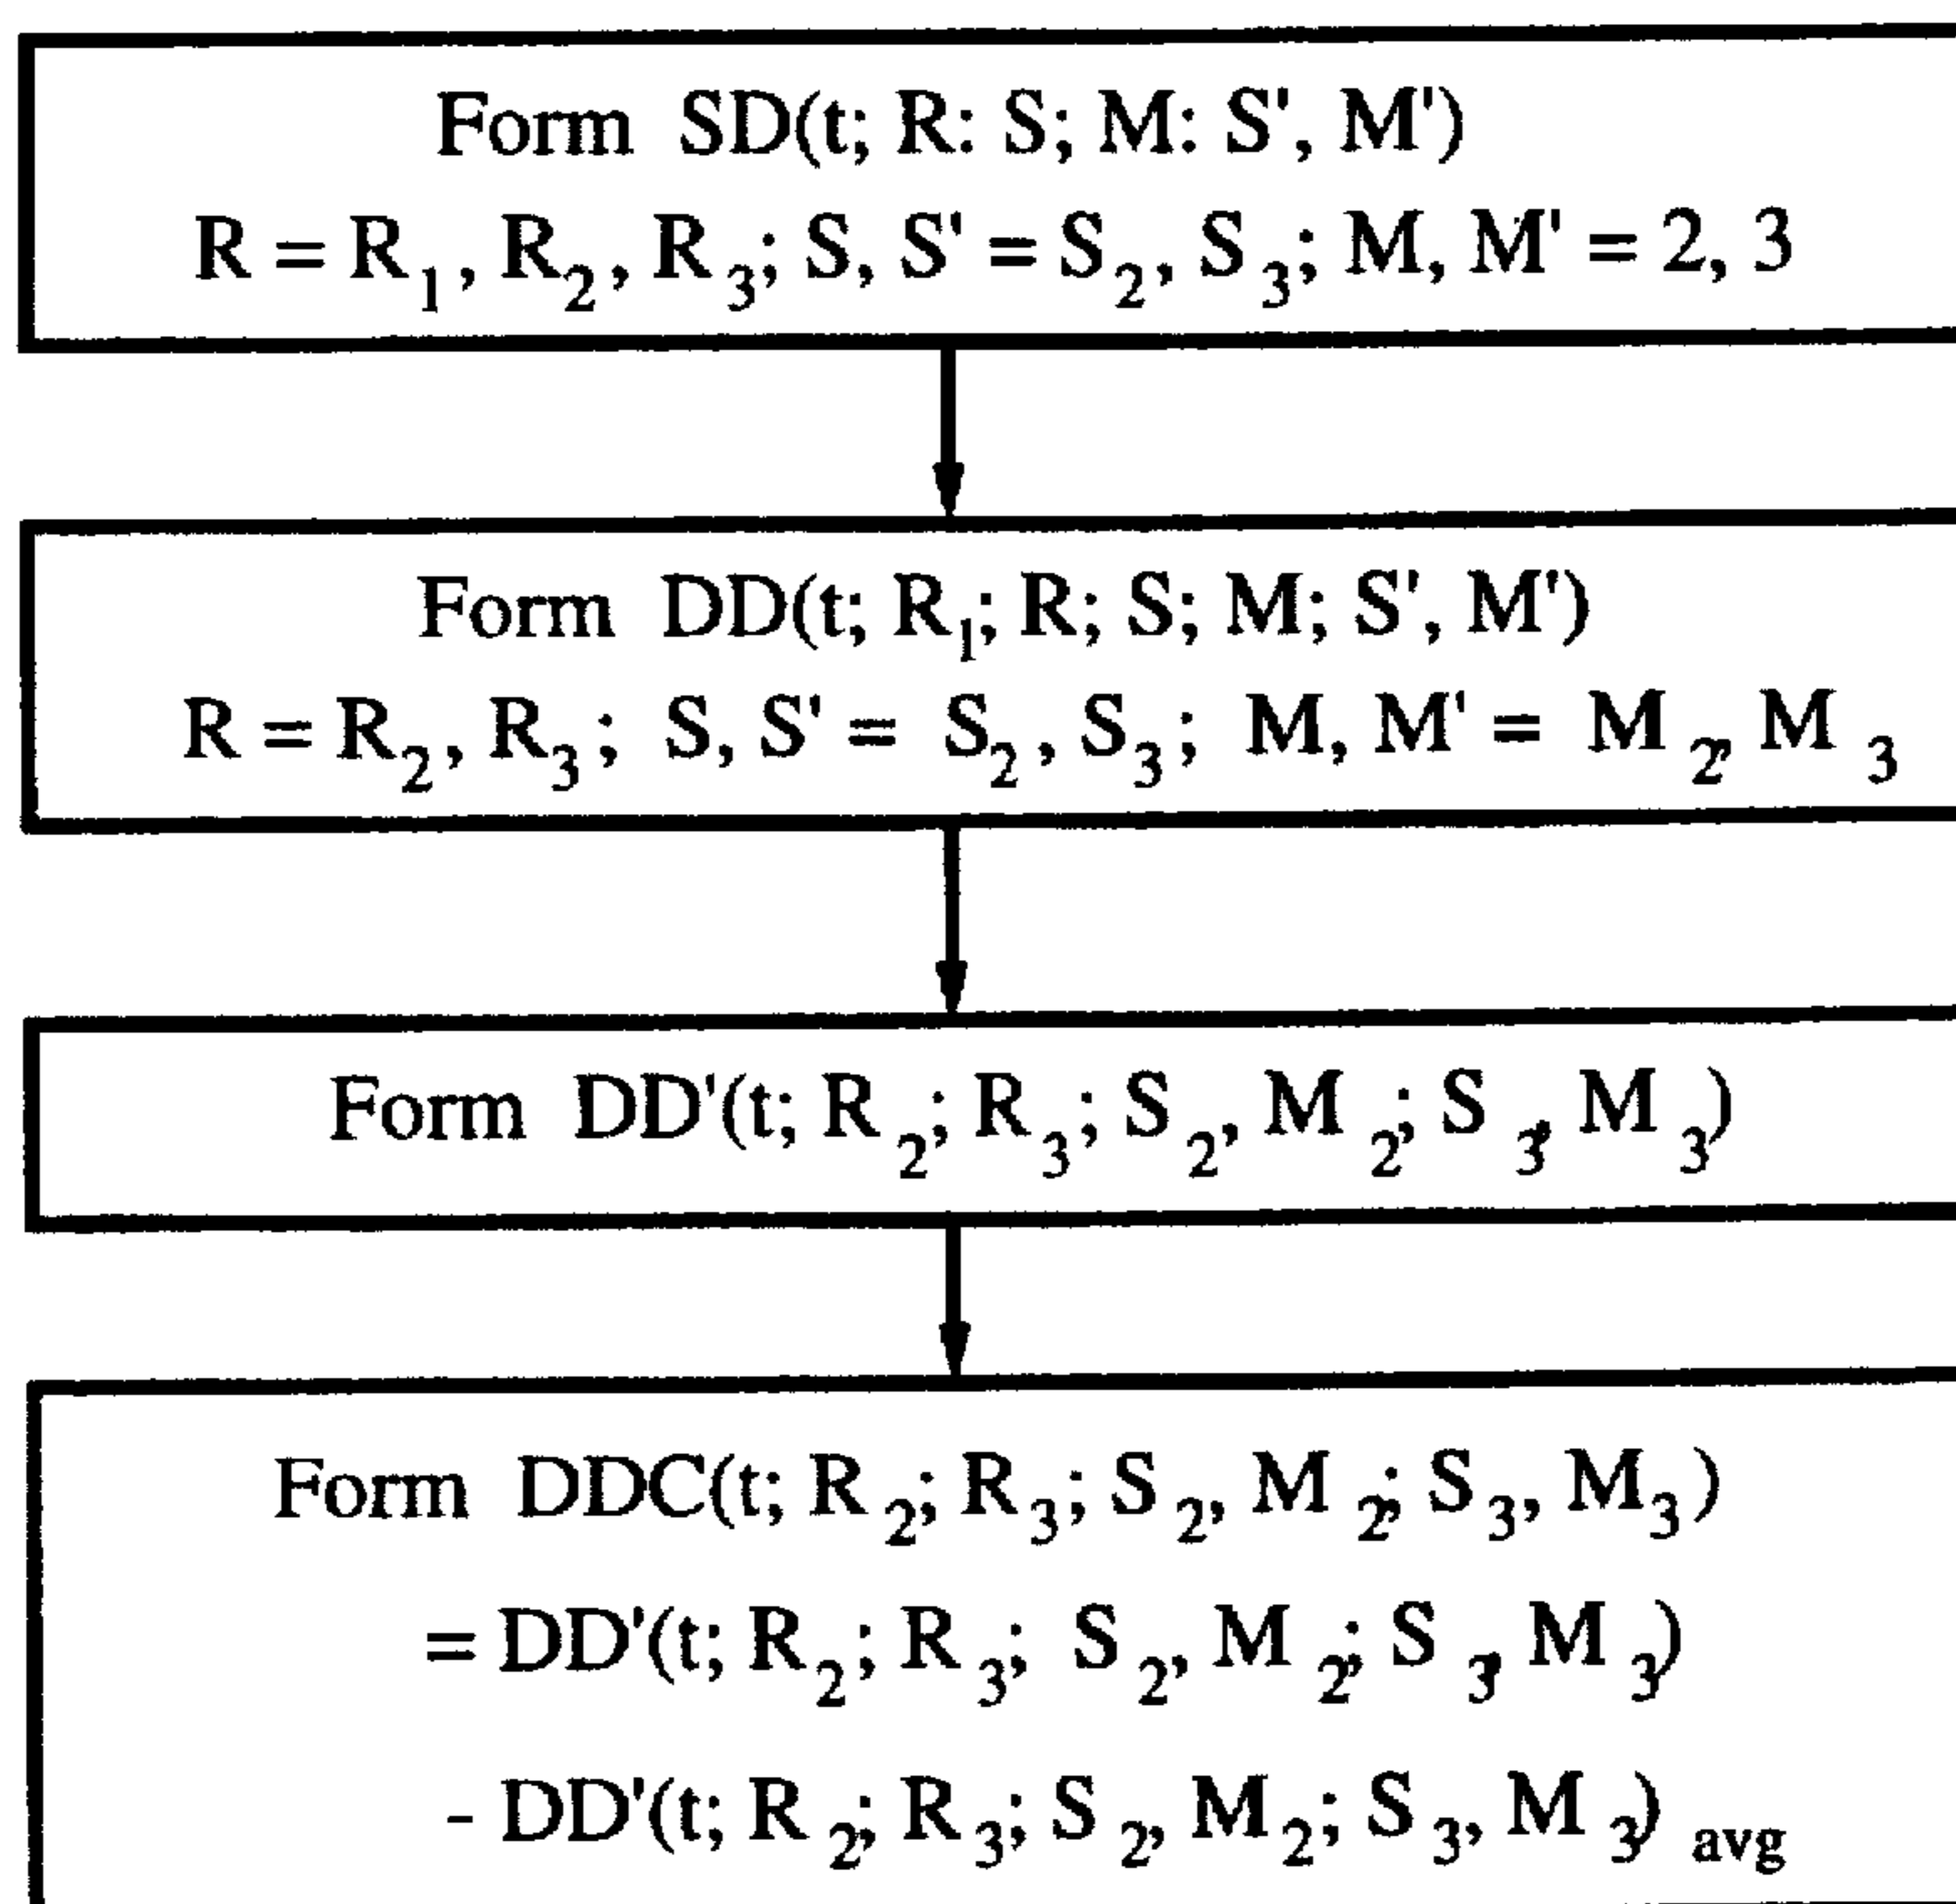 Form SD(t; R: S; M: S', M')
R = R₁, R₂, R₃; S, S' = S₂, S₃; M, M' = 2, 3
Form DD(t; R₁; R; S; M; S', M')
R = R₂, R₃; S, S' = S₂, S₃; M, M' = M₂, M₃
Form DD'(t; R₂; R₃; S₂, M₂; S₃, M₃)
Form DDC(t; R₂; R₃; S₂, M₂; S₃, M₃)
= DD'(t; R₂; R₃; S₂, M₂; S₃, M₃)
- DD'(t; R₂; R₃; S₂, M₂; S₃, M₃) avg